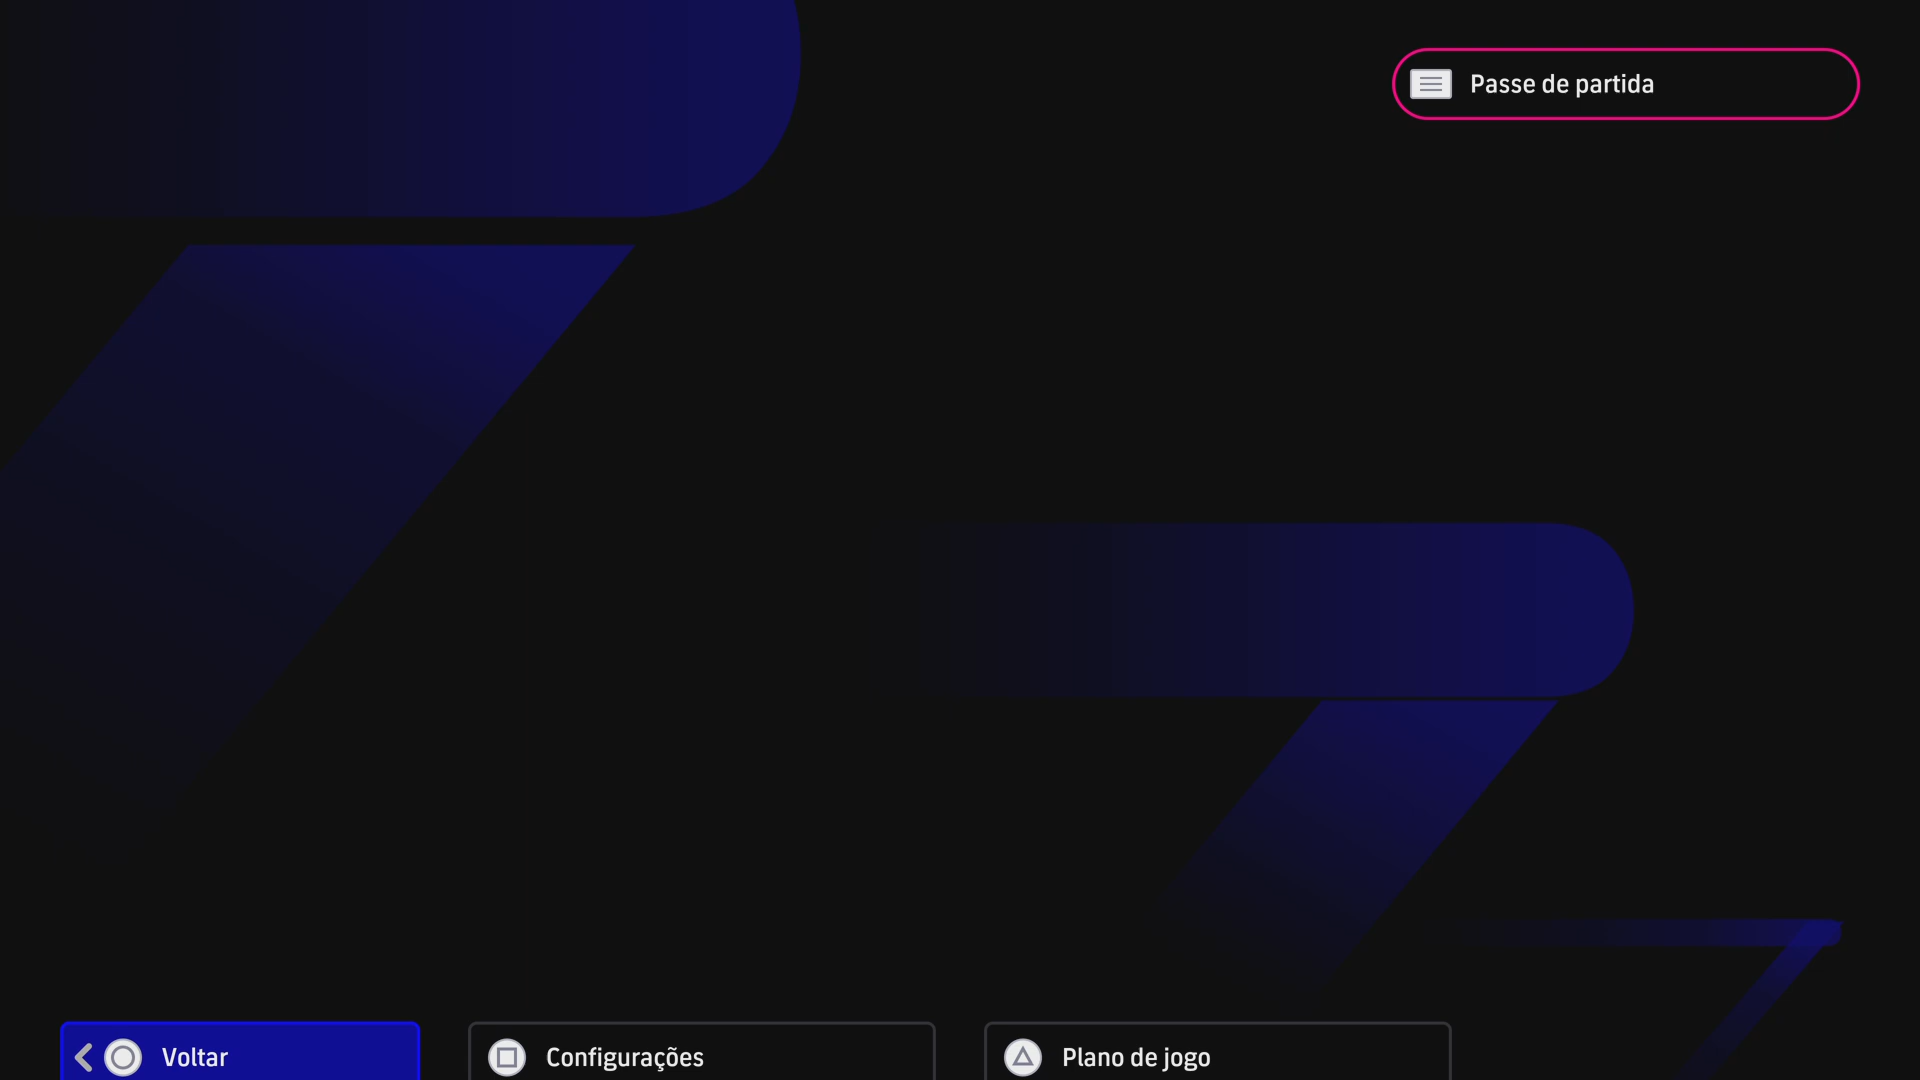 Passe de partida
Voltar
Configurações
Plano de jogo